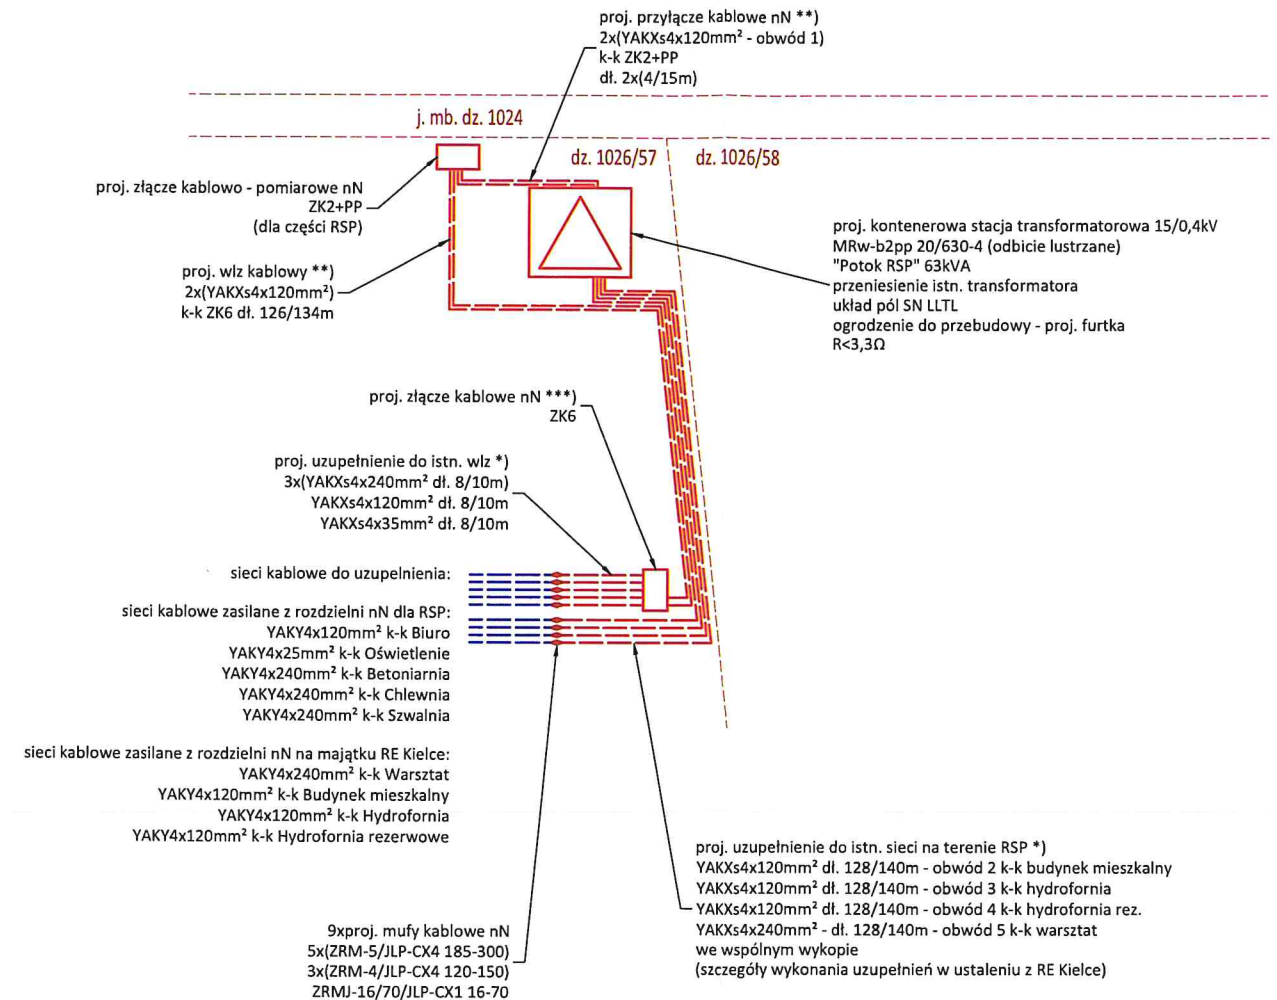 proj. przyłącze kablowe nN **)
2x(YAKXs4x120mm² - obwód 1)
k-k ZK2+PP
dł. 2x(4/15m)
j. mb. dz. 1024
dz. 1026/57
dz. 1026/58
proj. złącze kablowo - pomiarowe nN
ZK2+PP
(dla części RSP)
proj. kontenerowa stacja transformatorowa 15/0,4kV
MRw-b2pp 20/630-4 (odbicie lustrzane)
"Potok RSP" 63kVA
przeniesienie istn. transformatora
układ pól SN LLTL
ogrodzenie do przebudowy - proj. furtka
R<3,3Ω
proj. wlz kablowy **)
2x(YAKXs4x120mm²)
k-k ZK6 dł. 126/134m
proj. złącze kablowe nN ***)
ZK6
proj. uzupełnienie do istn. wlz *)
3x(YAKXs4x240mm² dł. 8/10m)
YAKXs4x120mm² dł. 8/10m
YAKXs4x35mm² dł. 8/10m
sieci kablowe do uzupelnienia:
sieci kablowe zasilane z rozdzielni nN dla RSP:
YAKY4x120mm² k-k Biuro
YAKY4x25mm² k-k Oświetlenie
YAKY4x240mm² k-k Betoniarnia
YAKY4x240mm² k-k Chlewnia
YAKY4x240mm² k-k Szwalnia
sieci kablowe zasilane z rozdzielni nN na majątku RE Kielce:
YAKY4x240mm² k-k Warsztat
YAKY4x120mm² k-k Budynek mieszkalny
YAKY4x120mm² k-k Hydrofornia
YAKY4x120mm² k-k Hydrofornia rezerwowe
proj. uzupełnienie do istn. sieci na terenie RSP *)
YAKXs4x120mm² dł. 128/140m - obwód 2 k-k budynek mieszkalny
YAKXs4x120mm² dł. 128/140m - obwód 3 k-k hydrofornia
YAKXs4x120mm² dł. 128/140m - obwód 4 k-k hydrofornia rez.
YAKXs4x240mm² - dł. 128/140m - obwód 5 k-k warsztat
we wspólnym wykopie
(szczegóły wykonania uzupełnień w ustaleniu z RE Kielce)
9xproj. mufy kablowe nN
5x(ZRM-5/JLP-CX4 185-300)
3x(ZRM-4/JLP-CX4 120-150)
ZRMJ-16/70/JLP-CX1 16-70